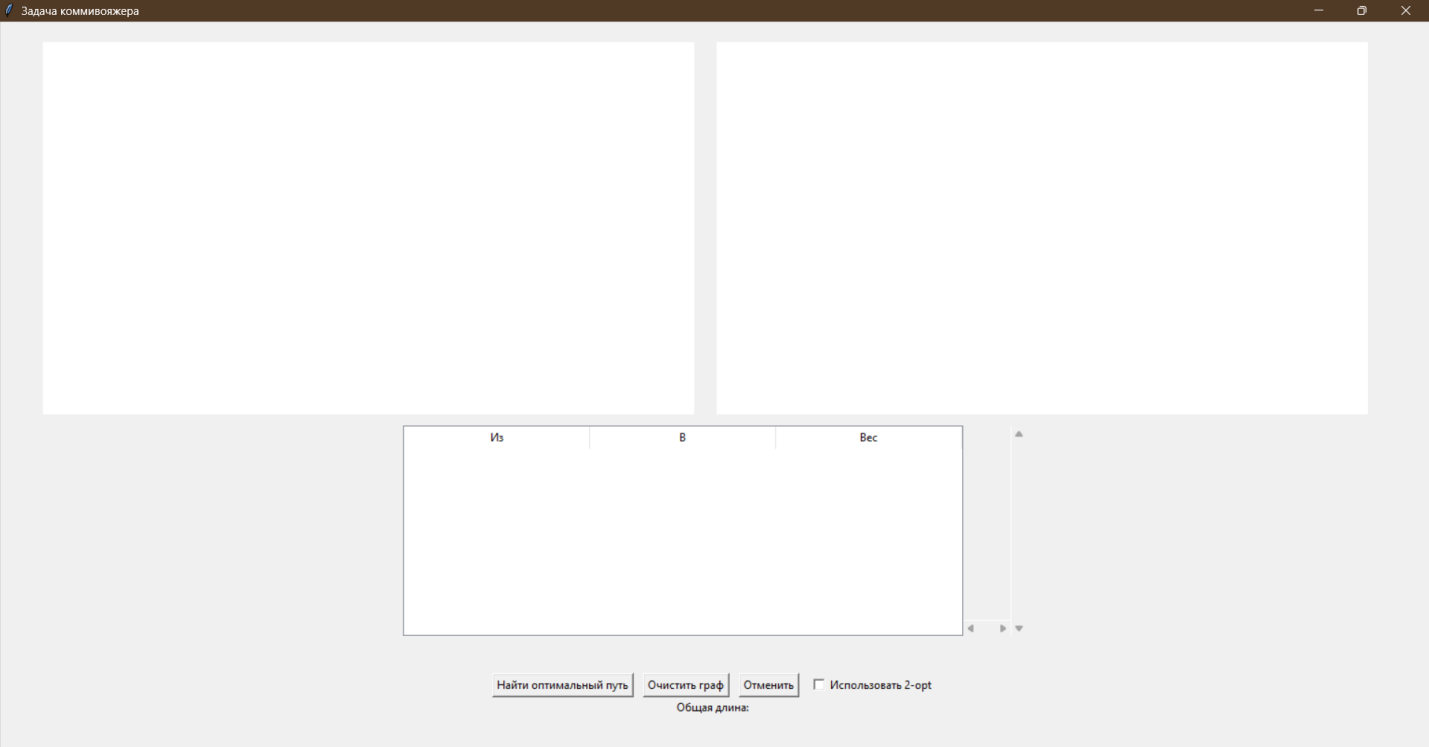 Задача коммивояжера
Из В Вес
Найти оптимальный путь Очистить граф Отменить Использовать 2-opt
Общая длина: